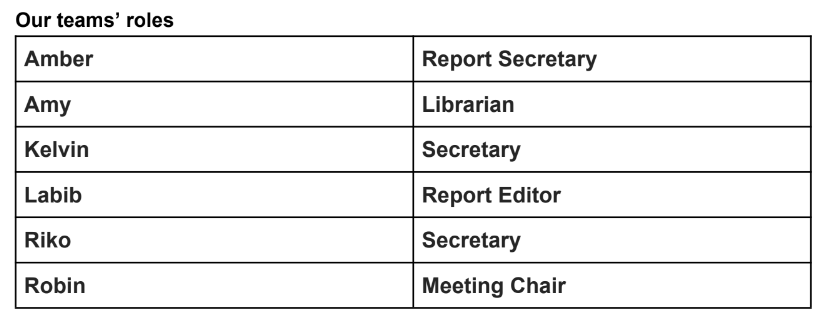 Our teams’ roles
Amber Report Secretary
Amy Librarian
Kelvin Secretary
Labib Report Editor
Riko Secretary
Robin Meeting Chair